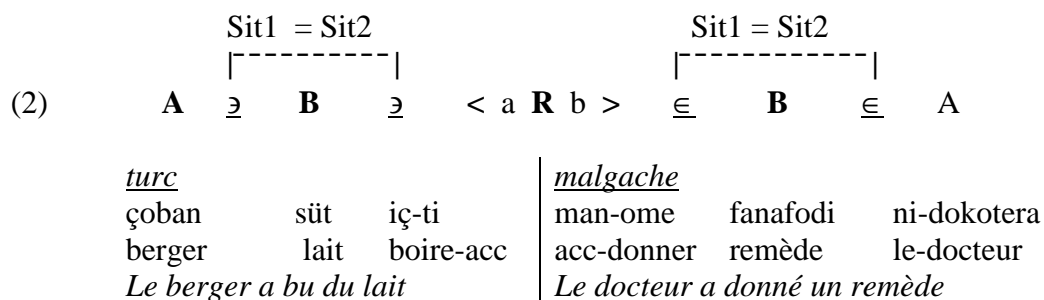 Sit1 = Sit2 Sit1 = Sit2
(2) A ∋ B ∋ < a R b > ∈ B ∈ A
turc malgache
çoban süt iç-ti man-ome fanafodi ni-dokotera
berger lait boire-acc acc-donner remède le-docteur
Le berger a bu du lait Le docteur a donné un remède